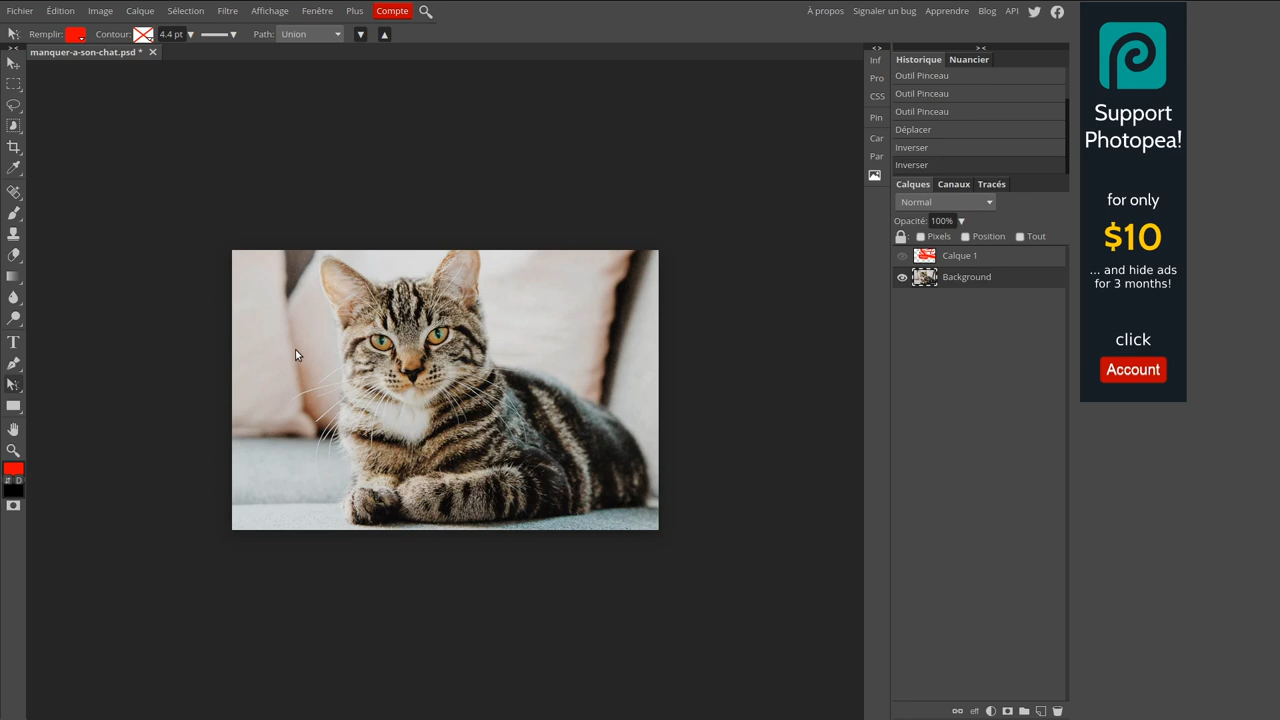 Fichier Édition Image Calque Sélection Filtre Affichage Fenêtre Plus Compte À propos Signaler un bug Apprendre Blog API
Remplir: Contour: 4.4 pt Path: Union
manquer-a-son-chat.psd *
Inf
Pro
CSS
Pin
Car
Par
Historique Nuancier
Outil Pinceau
Outil Pinceau
Outil Pinceau
Déplacer
Inverser
Inverser
Calques Canaux Tracés
Normal
Opacité: 100%
: Pixels Position Tout
Calque 1
Background
eff
D
Support
Photopea!
for only
$10
... and hide ads
for 3 months!
click
Account